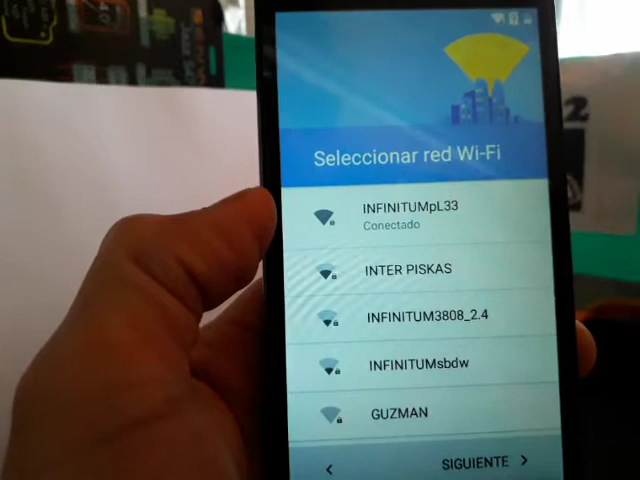 Seleccionar red Wi-Fi
INFINITUMpL33
Conectado
INTER PISKAS
INFINITUM3808_2.4
INFINITUMsbdw
GUZMAN
SIGUIENTE